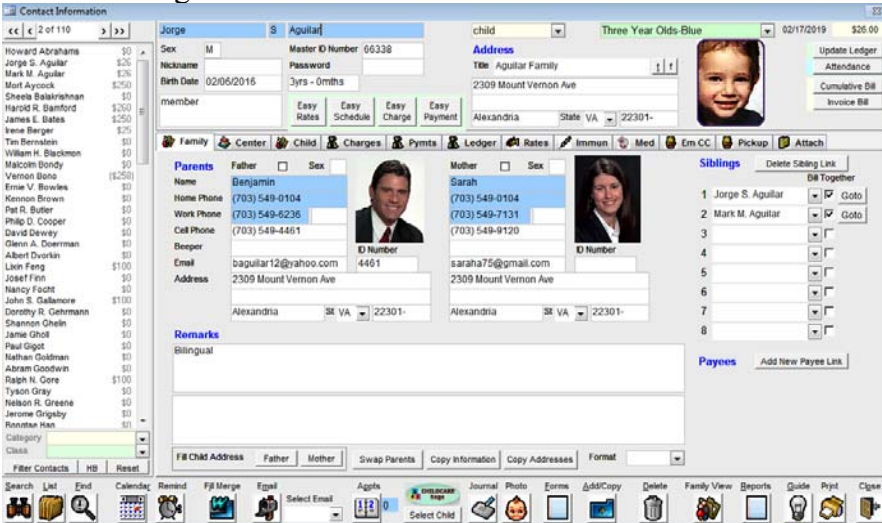 Contact Information
<< < 2 of 110 > >>
Jorge S Aguilar child Three Year Olds-Blue 02/17/2019 $26.00
Sex M Master ID Number 66338 Address Update Ledger
Nickname Password Title Aguilar Family Attendance
Birth Date 02/06/2016 3yrs - 0mths 2309 Mount Vernon Ave Cumulative Bill
member Easy Rates Easy Schedule Easy Charge Easy Payment Invoice Bill
Alexandria State VA 22301-
Howard Abrahams $0
Jorge S. Aguilar $26
Mark M. Aguilar $26
Mort Aycock $250
Sheela Balakrishnan $0
Harold R. Bamford $260
James E. Bates $250
Irene Berger $25
Tim Bernstein $0
William H. Blackmon $0
Malcolm Bondy $0
Vernon Bono ($250)
Ernie V. Bowles $0
Kennon Brown $0
Pat R. Butler $0
Philip D. Cooper $0
David Dewey $0
Glenn A. Doerrman $0
Albert Dvorkin $0
Lixin Feng $100
Josef Finn $0
Nancy Focht $0
John S. Gallamore $100
Dorothy R. Gehrmann $0
Shannon Ghelin $0
Jamie Gholl $0
Paul Gigot $0
Nathan Goldman $0
Abram Goodwin $0
Ralph N. Gore $100
Tyson Gray $0
Nelson R. Greene $0
Jerome Grigsby $0
Bongtae Han $0
Category
Class
Filter Contacts HB Reset
Family Center Child Charges Pymts Ledger Rates Immun Med Em CC Pickup Attach
Parents Father Sex Mother Sex Siblings Delete Sibling Link
Name Benjamin Sarah Bill Together
Home Phone (703) 549-0104 (703) 549-0104 1 Jorge S. Aguilar Goto
Work Phone (703) 549-6236 (703) 549-7131 2 Mark M. Aguilar Goto
Cell Phone (703) 549-4461 (703) 549-9120 3
Beeper ID Number ID Number 4
Email baguilar12@yahoo.com 4461 saraha75@gmail.com 5
Address 2309 Mount Vernon Ave 2309 Mount Vernon Ave 6
Alexandria St VA 22301- Alexandria St VA 22301- 7
8
Remarks
Bilingual
Payees Add New Payee Link
Fill Child Address Father Mother Swap Parents Copy Information Copy Addresses Format
Search List Find Calendar Remind Fill Merge Email Select Email Appts 0 CHILDCARE Sage Select Child Journal Photo Forms Add/Copy Delete Family View Reports Guide Print Close